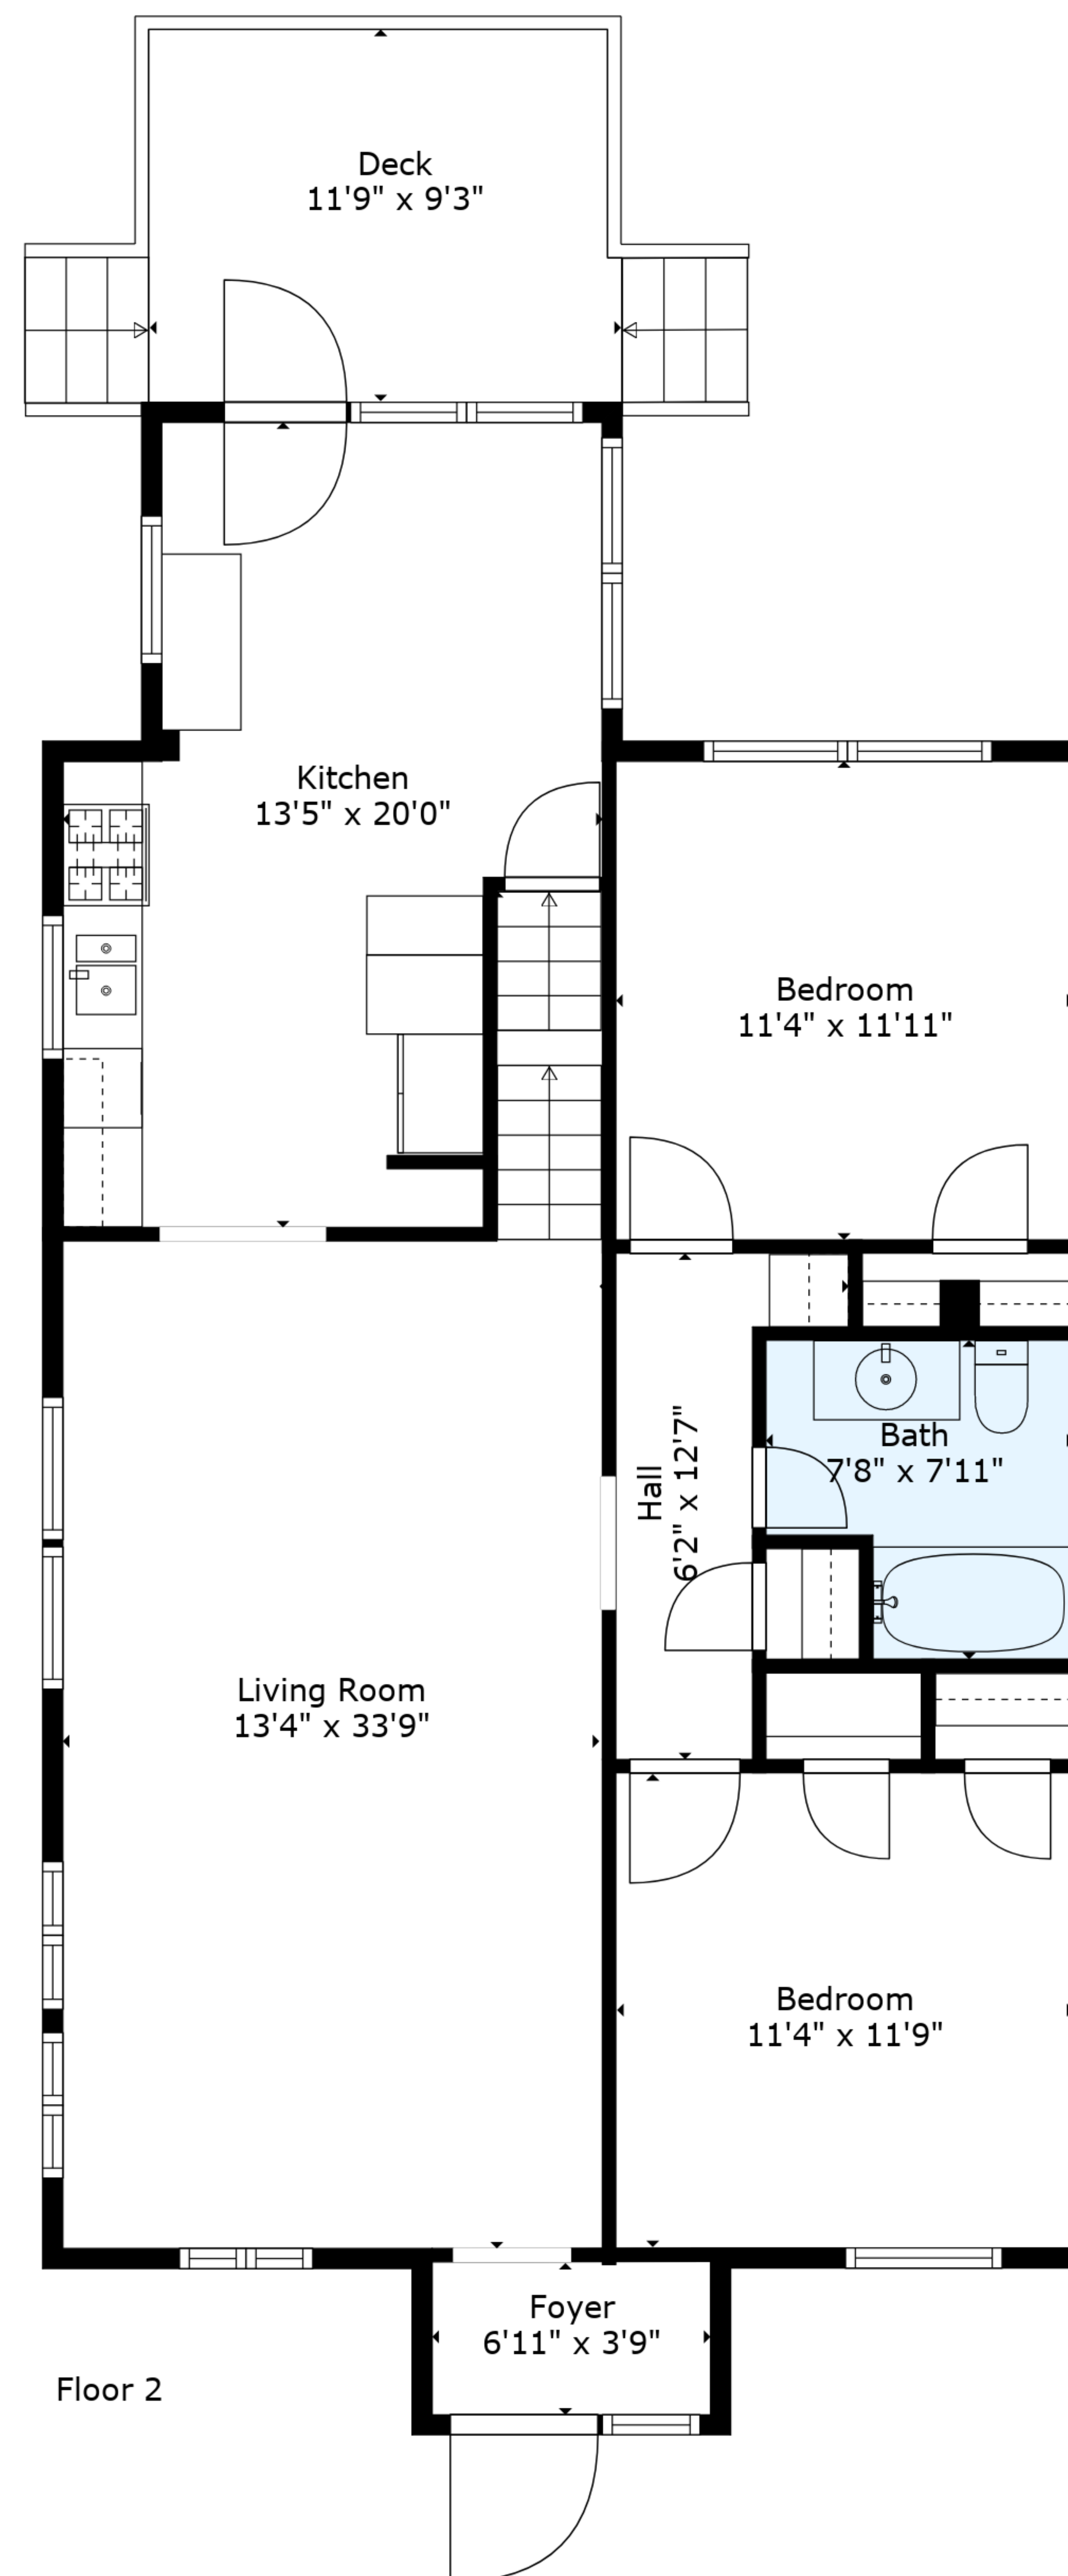 Deck
11'9" x 9'3"
Kitchen
13'5" x 20'0"
Bedroom
11'4" x 11'11"
Hall
6'2" x 12'7"
Bath
7'8" x 7'11"
Living Room
13'4" x 33'9"
Bedroom
11'4" x 11'9"
Foyer
6'11" x 3'9"
Floor 2